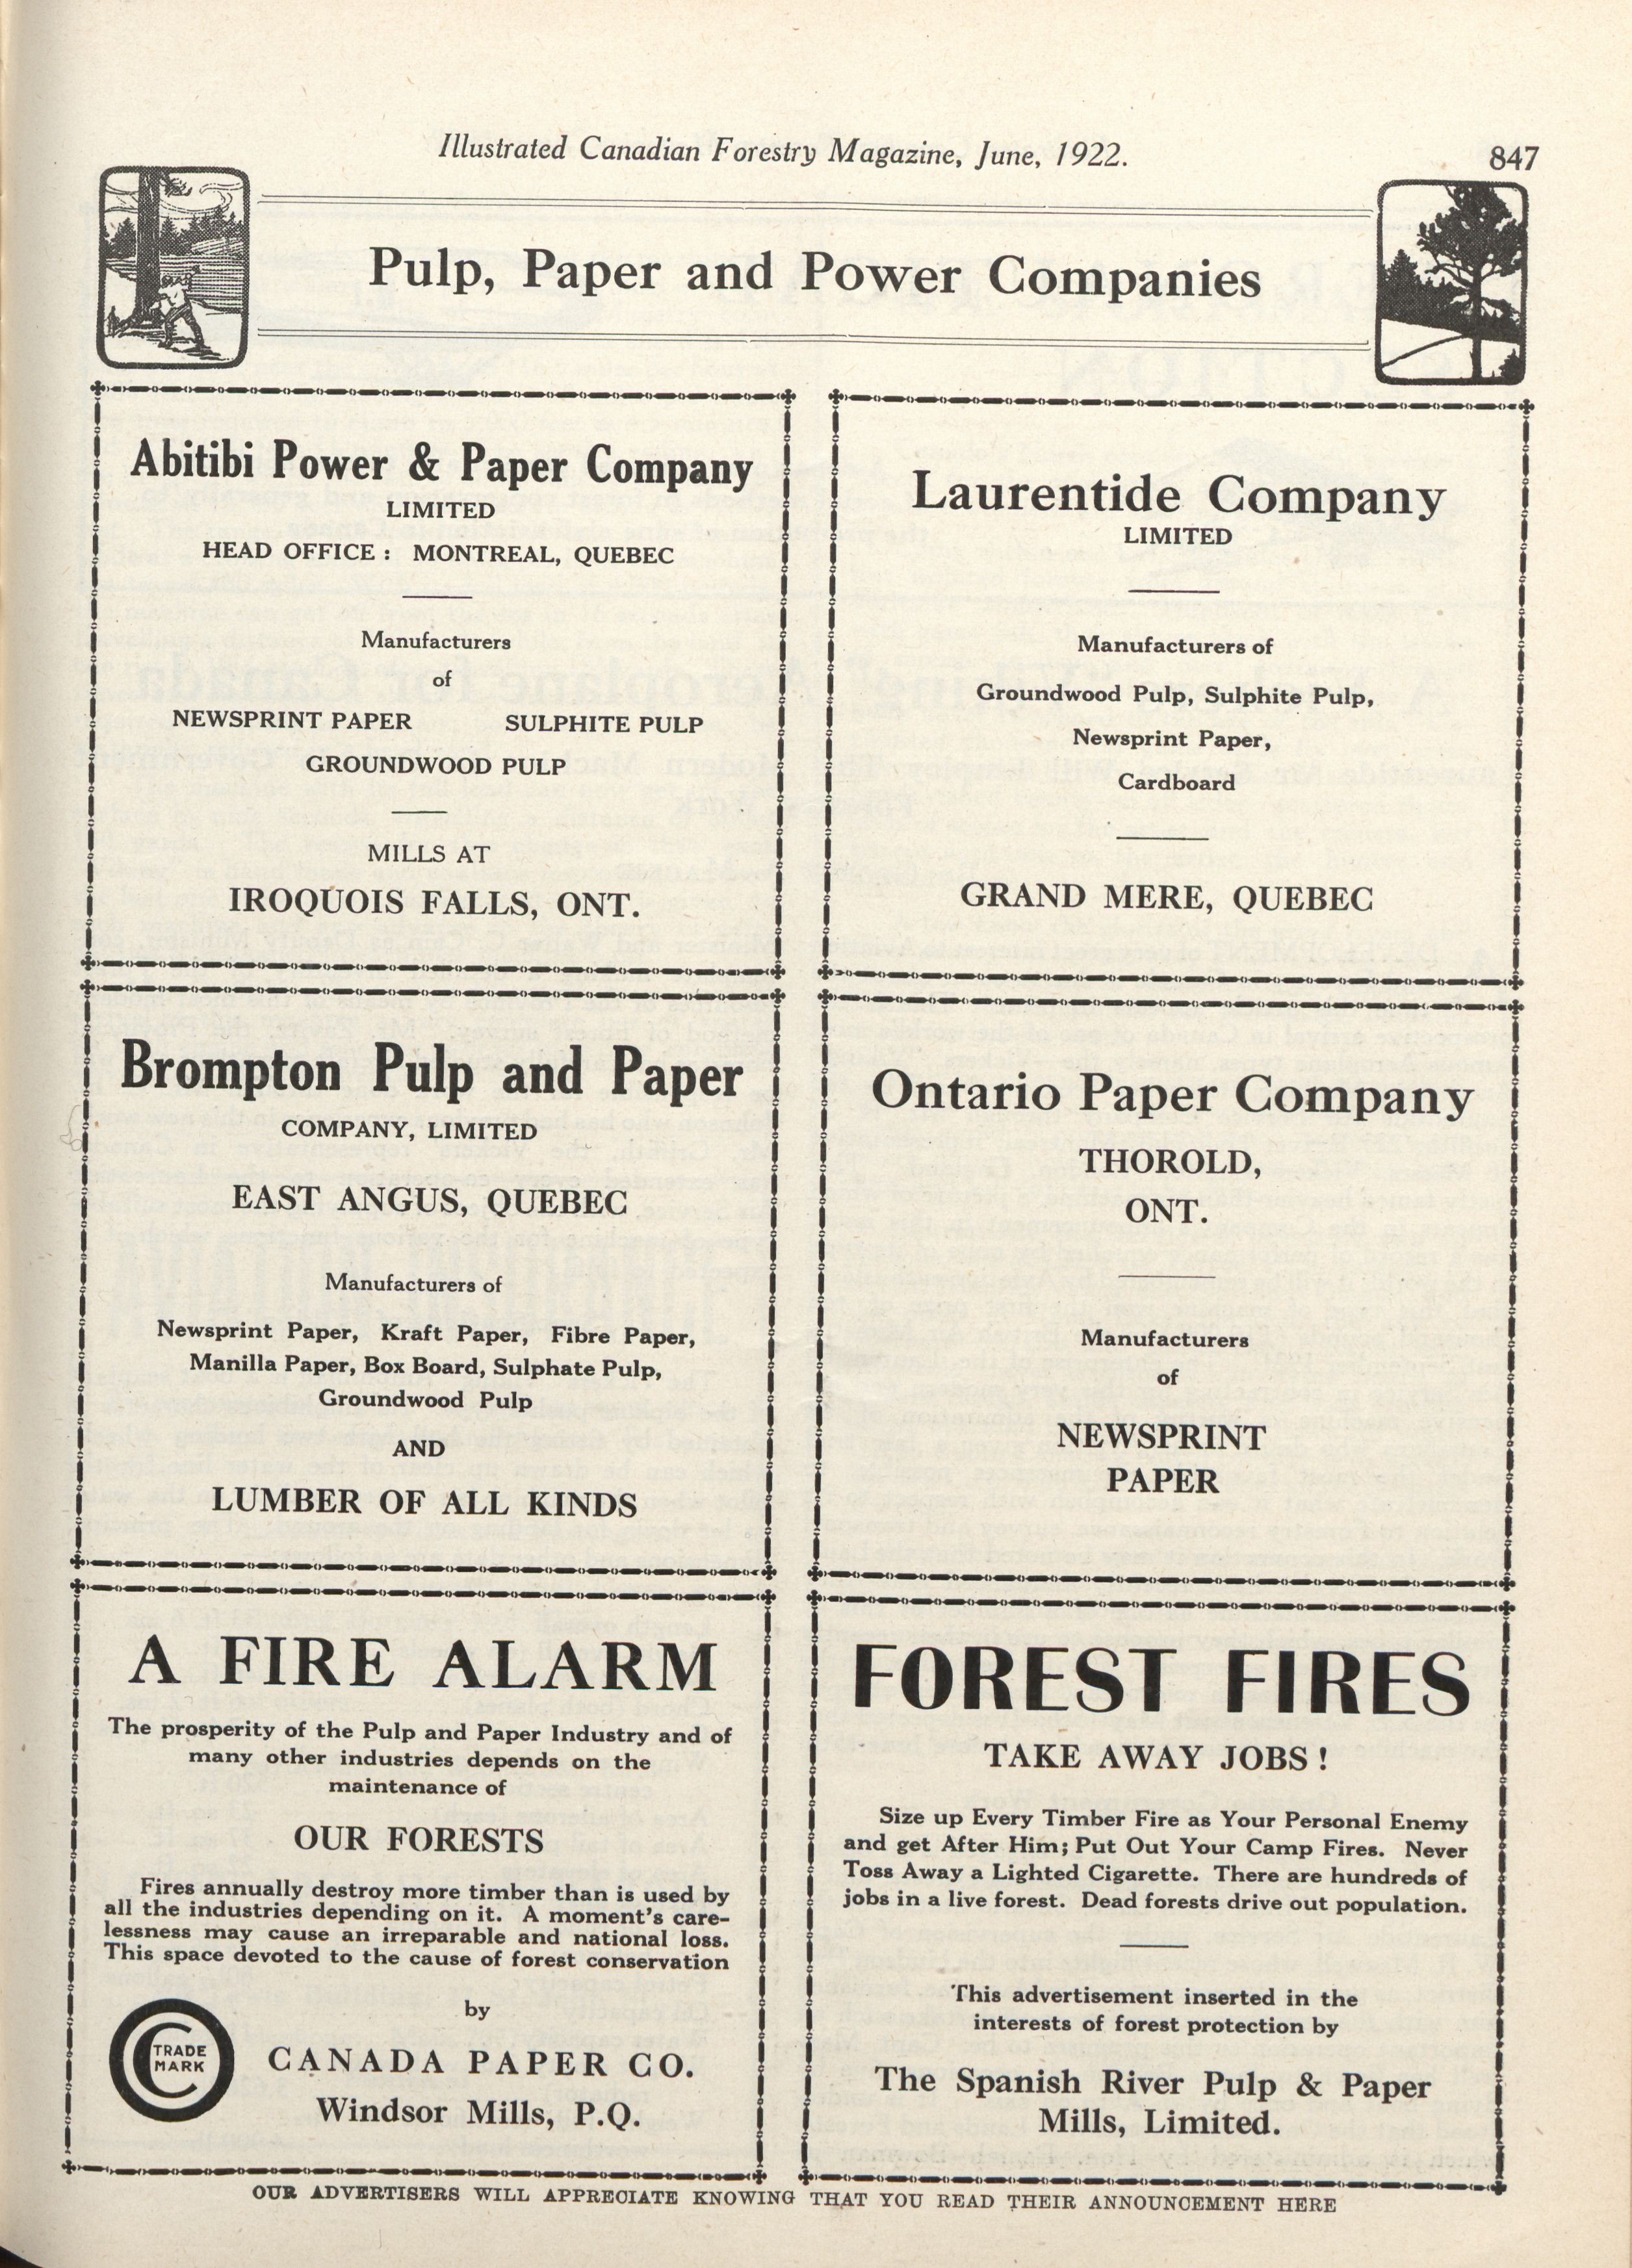 Illustrated Canadian Forestry Magazine, June, 1922.
847
Pulp, Paper and Power Companies
Abitibi Power & Paper Company
LIMITED
HEAD OFFICE : MONTREAL, QUEBEC
Manufacturers
of
NEWSPRINT PAPER SULPHITE PULP
GROUNDWOOD PULP
MILLS AT
IROQUOIS FALLS, ONT.
Laurentide Company
LIMITED
Manufacturers of
Groundwood Pulp, Sulphite Pulp,
Newsprint Paper,
Cardboard
GRAND MERE, QUEBEC
Brompton Pulp and Paper
COMPANY, LIMITED
EAST ANGUS, QUEBEC
Manufacturers of
Newsprint Paper, Kraft Paper, Fibre Paper,
Manilla Paper, Box Board, Sulphate Pulp,
Groundwood Pulp
AND
LUMBER OF ALL KINDS
Ontario Paper Company
THOROLD,
ONT.
Manufacturers
of
NEWSPRINT
PAPER
A FIRE ALARM
The prosperity of the Pulp and Paper Industry and of
many other industries depends on the
maintenance of
OUR FORESTS
Fires annually destroy more timber than is used by
all the industries depending on it. A moment's care-
lessness may cause an irreparable and national loss.
This space devoted to the cause of forest conservation
by
TRADE
MARK
CANADA PAPER CO.
Windsor Mills, P.Q.
FOREST FIRES
TAKE AWAY JOBS !
Size up Every Timber Fire as Your Personal Enemy
and get After Him; Put Out Your Camp Fires. Never
Toss Away a Lighted Cigarette. There are hundreds of
jobs in a live forest. Dead forests drive out population.
This advertisement inserted in the
interests of forest protection by
The Spanish River Pulp & Paper
Mills, Limited.
OUR ADVERTISERS WILL APPRECIATE KNOWING THAT YOU READ THEIR ANNOUNCEMENT HERE